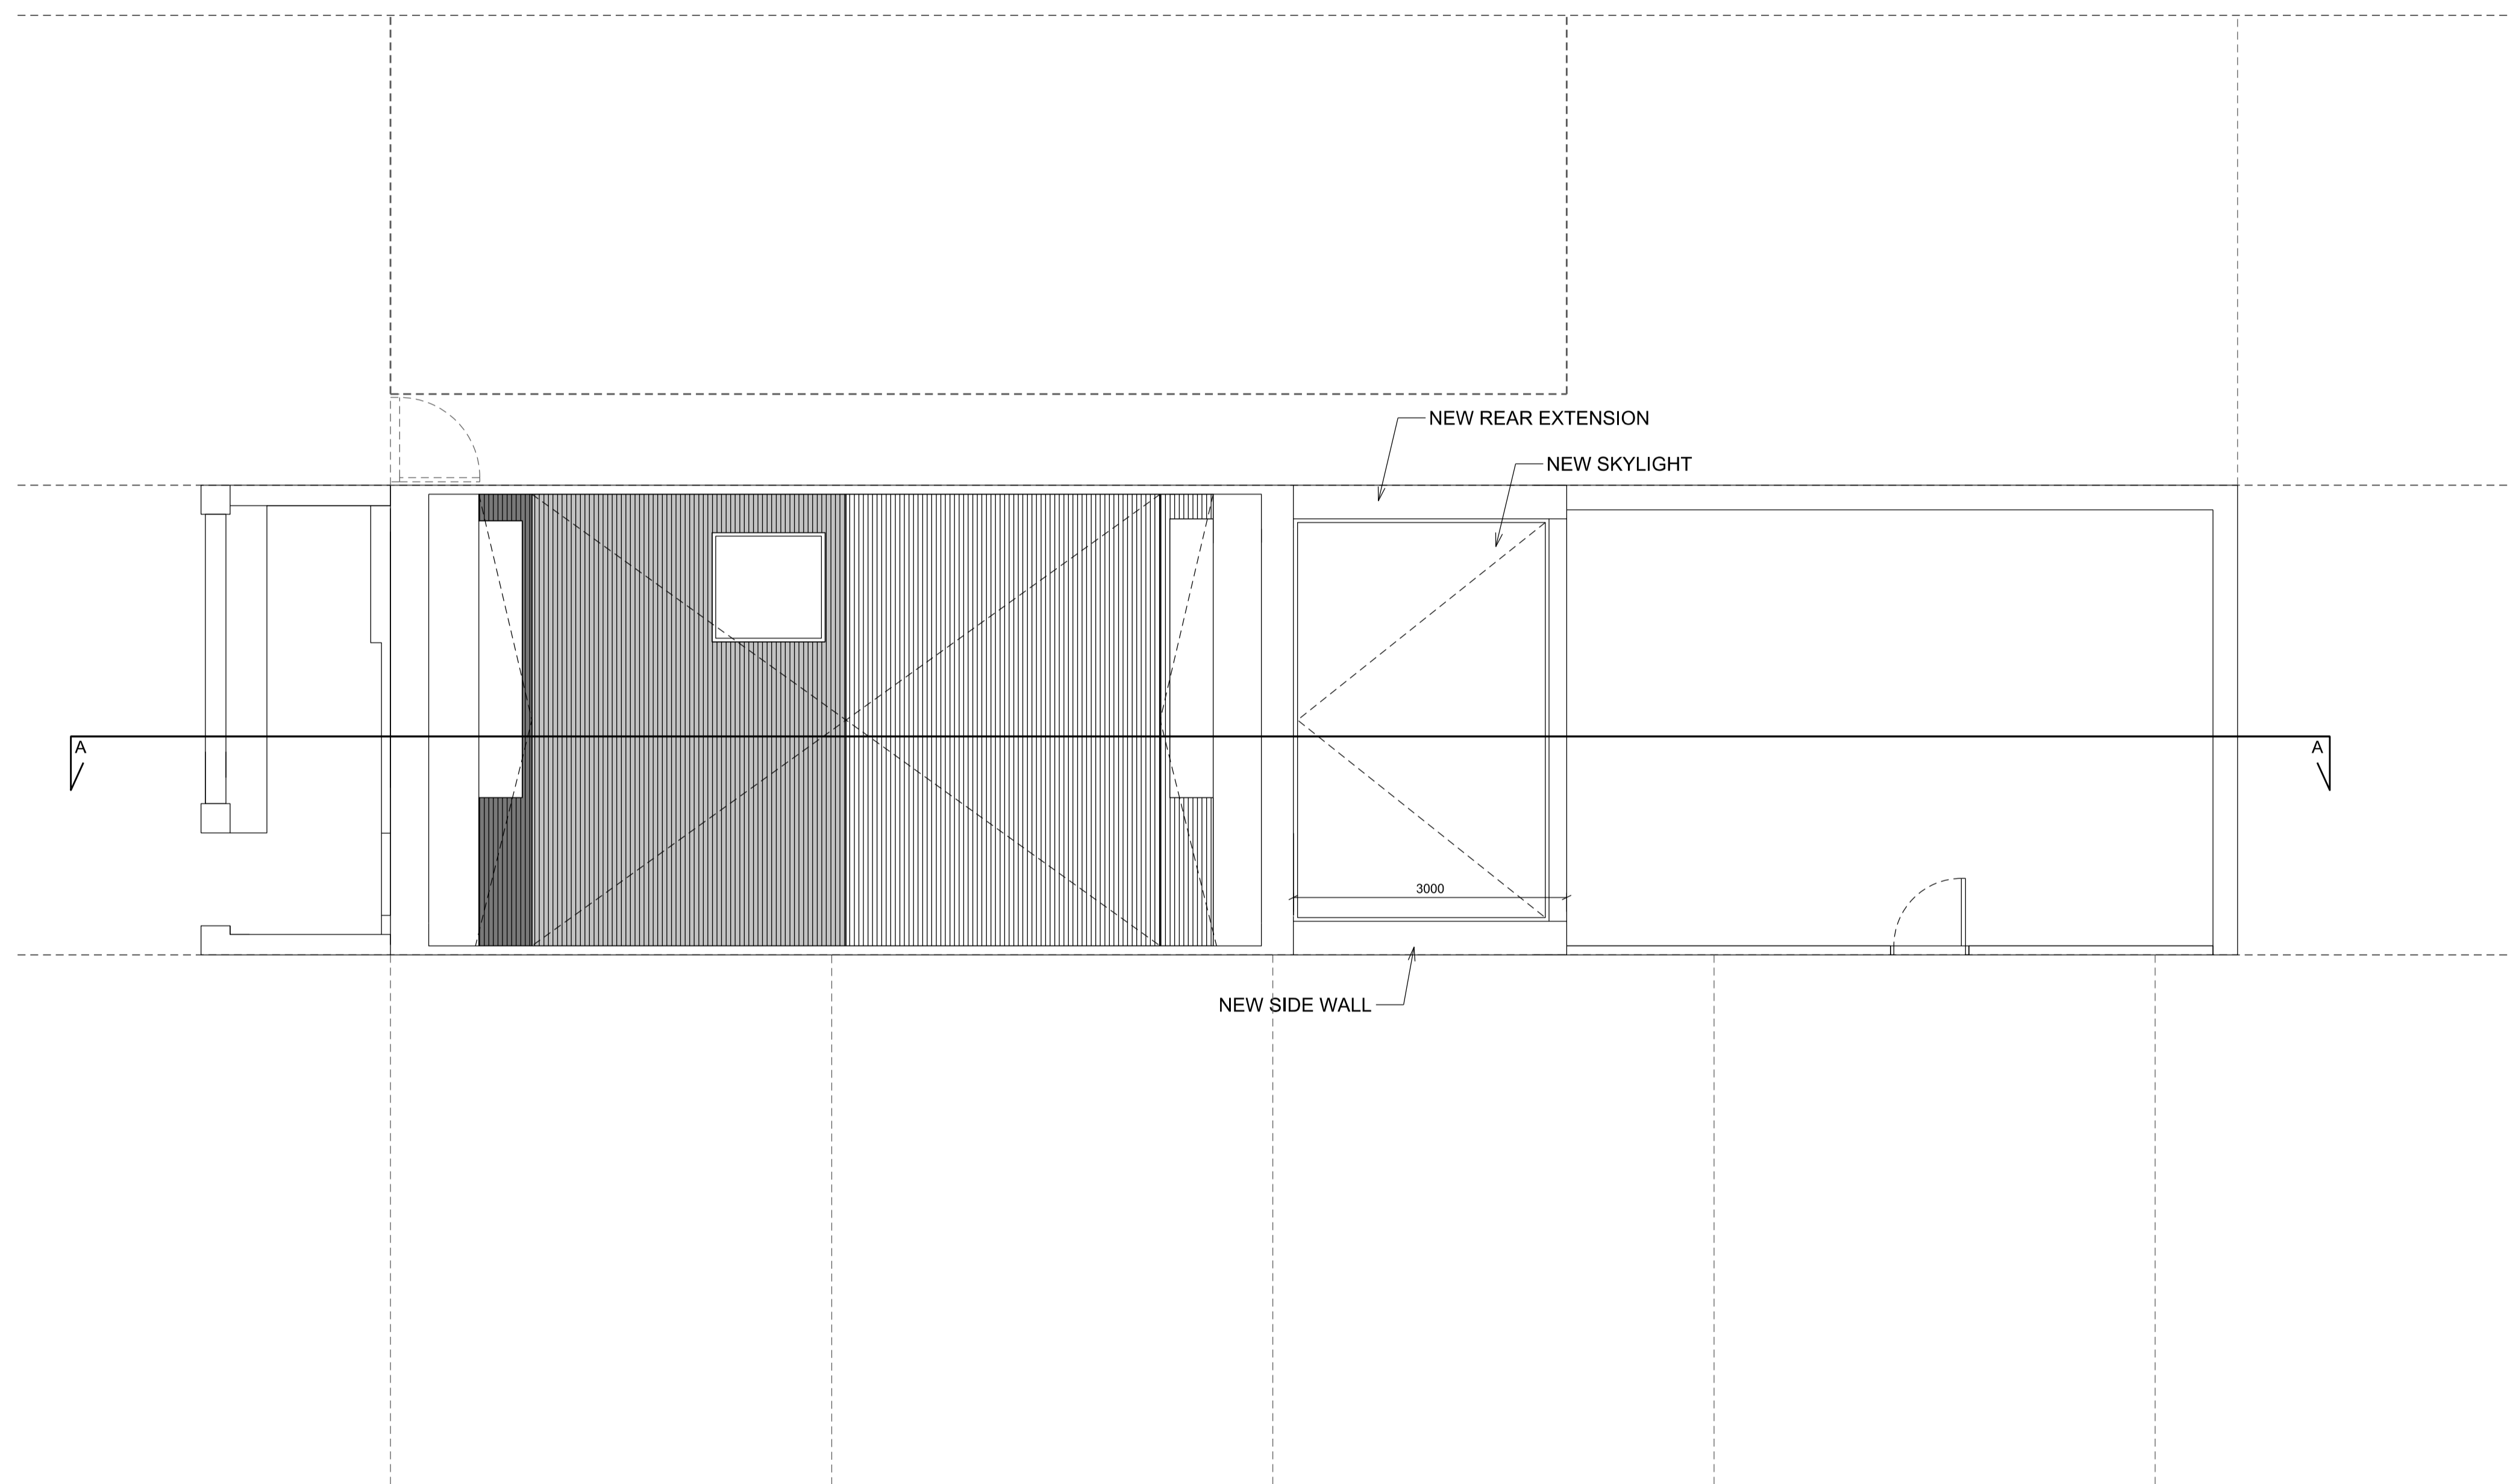 NEW REAR EXTENSION
NEW SKYLIGHT
A
A
3000
NEW SIDE WALL